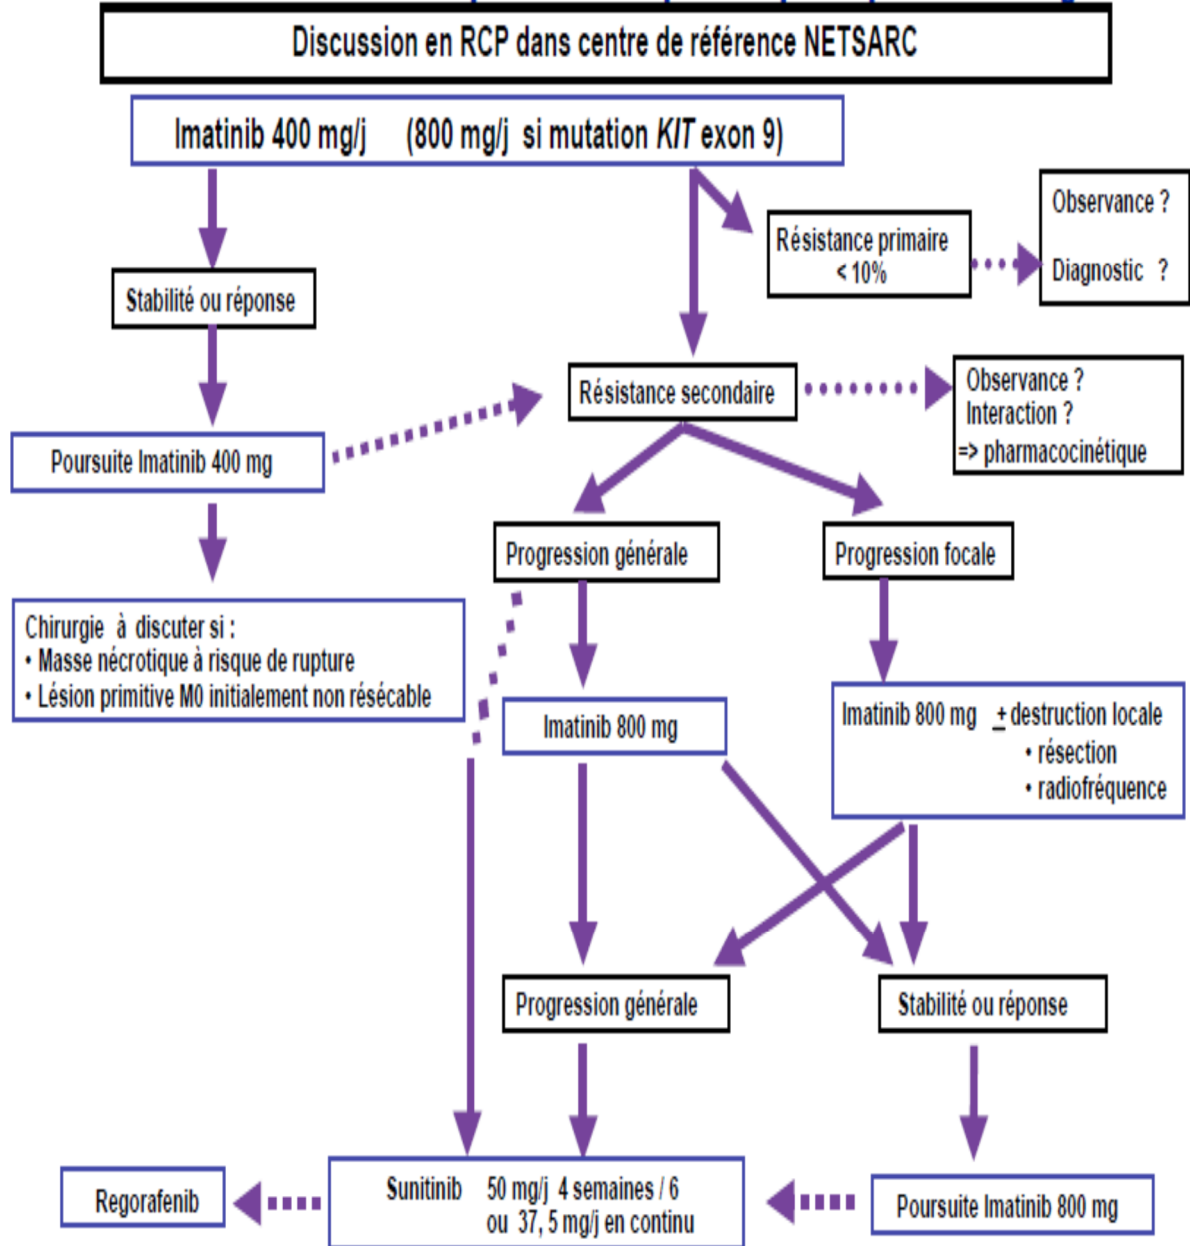 Discussion en RCP dans centre de référence NETSARC
Imatinib 400 mg/j (800 mg/j si mutation KIT exon 9)
Résistance primaire
< 10%
Observance ?
Diagnostic ?
Stabilité ou réponse
Résistance secondaire
Observance ?
Interaction ?
=> pharmacocinétique
Poursuite Imatinib 400 mg
Progression générale
Progression focale
Chirurgie à discuter si :
• Masse nécrotique à risque de rupture
• Lésion primitive M0 initialement non résécable
Imatinib 800 mg
Imatinib 800 mg ± destruction locale
• résection
• radiofréquence
Progression générale
Stabilité ou réponse
Regorafenib
Sunitinib 50 mg/j 4 semaines / 6
ou 37, 5 mg/j en continu
Poursuite Imatinib 800 mg